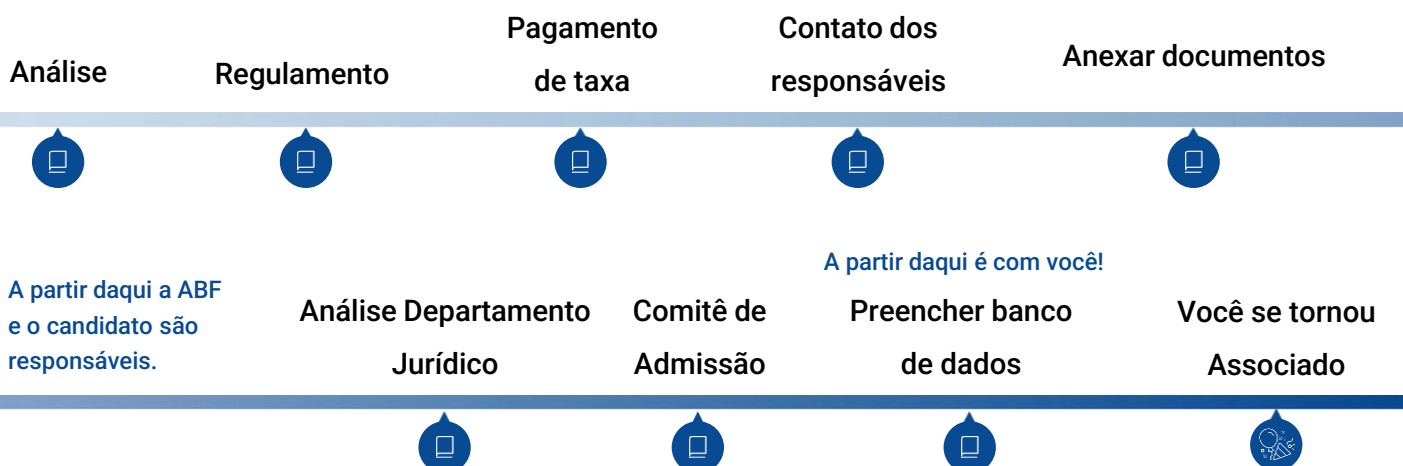 Análise
Regulamento
Pagamento
de taxa
Contato dos
responsáveis
Anexar documentos
A partir daqui a ABF
e o candidato são
responsáveis.
Análise Departamento
Jurídico
Comitê de
Admissão
A partir daqui é com você!
Preencher banco
de dados
Você se tornou
Associado